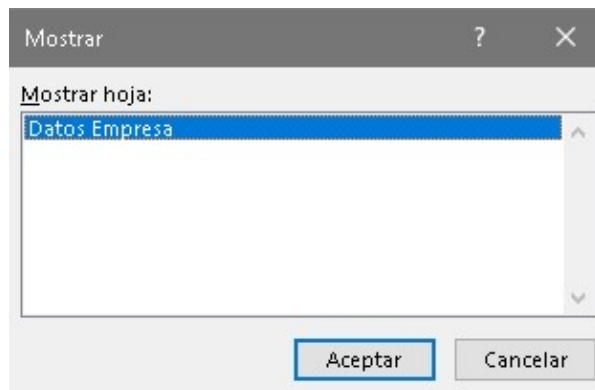 Mostrar ?
Mostrar hoja:
Datos Empresa
Aceptar Cancelar